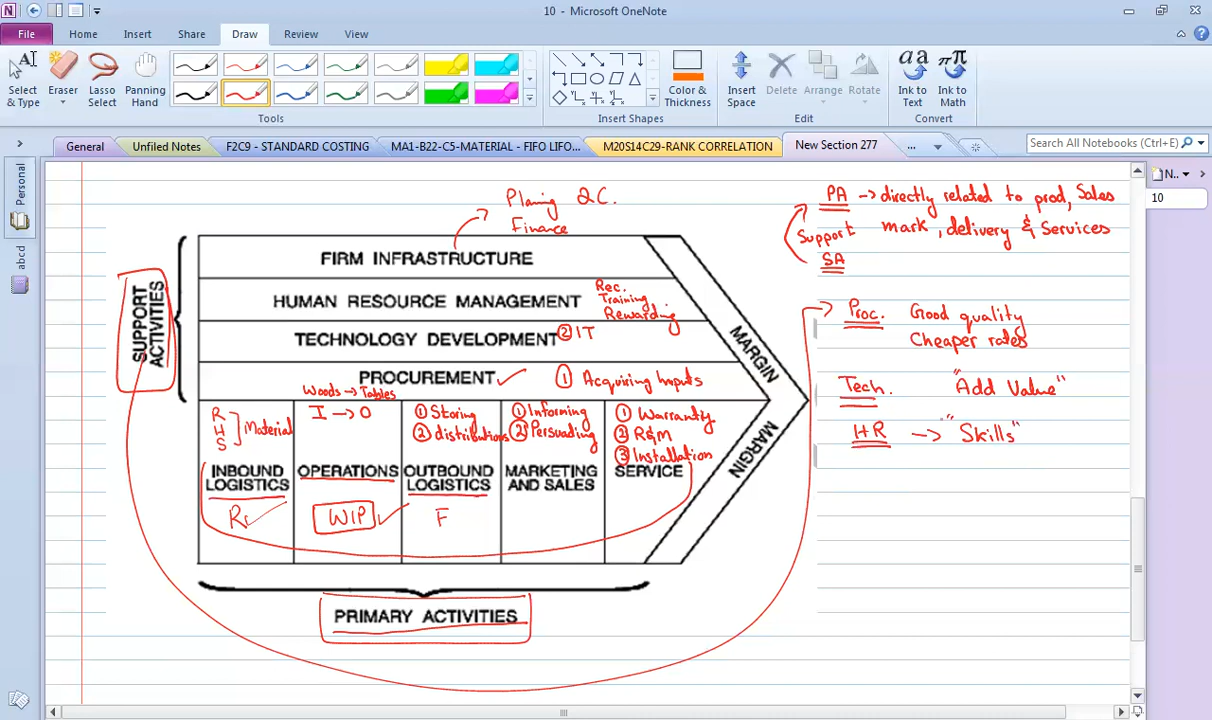 10 - Microsoft OneNote
File
Home
Insert
Share
Draw
Review
View
Select & Type
Eraser
Lasso Select
Panning Hand
Color & Thickness
Insert Space
Delete
Arrange
Rotate
Ink to Text
Ink to Math
Tools
Insert Shapes
Edit
Convert
General
Unfiled Notes
F2C9 - STANDARD COSTING
MA1-B22-C5-MATERIAL - FIFO LIFO...
M20S14C29-RANK CORRELATION
New Section 277
...
Search All Notebooks (Ctrl+E)
Personal
abcd
N..
10
Planing QC.
Finance
FIRM INFRASTRUCTURE
HUMAN RESOURCE MANAGEMENT
Rec.
Training
Rewarding
TECHNOLOGY DEVELOPMENT
② IT
PROCUREMENT
① Acquiring Inputs
SUPPORT
ACTIVITIES
Woods → Tables
R
H
S
Material
I → O
① Storing
② distributions
① Informing
② Persuading
① Warranty
② R&M
③ Installation
INBOUND
LOGISTICS
OPERATIONS
OUTBOUND
LOGISTICS
MARKETING
AND SALES
SERVICE
R
WIP
F
MARGIN
MARGIN
PRIMARY ACTIVITIES
PA → directly related to prod, Sales
mark, delivery & Services
Support
SA
Proc. Good quality
Cheaper rates
Tech. "Add Value"
HR → "Skills"